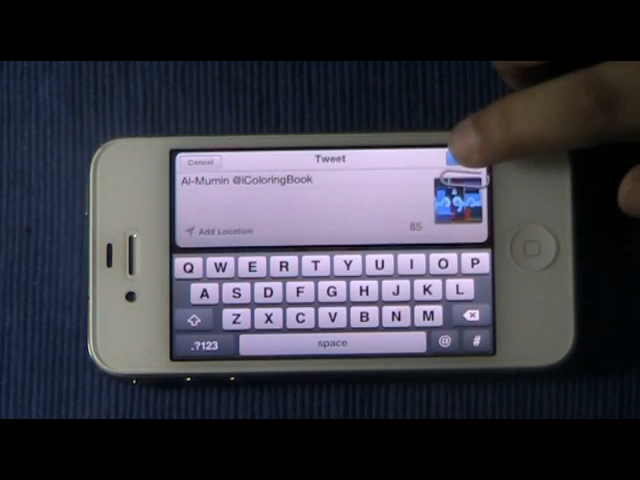 Cancel Tweet
Al-Mumin @iColoringBook
Add Location 85
Q W E R T Y U I O P
A S D F G H J K L
Z X C V B N M
.?123 space @ #